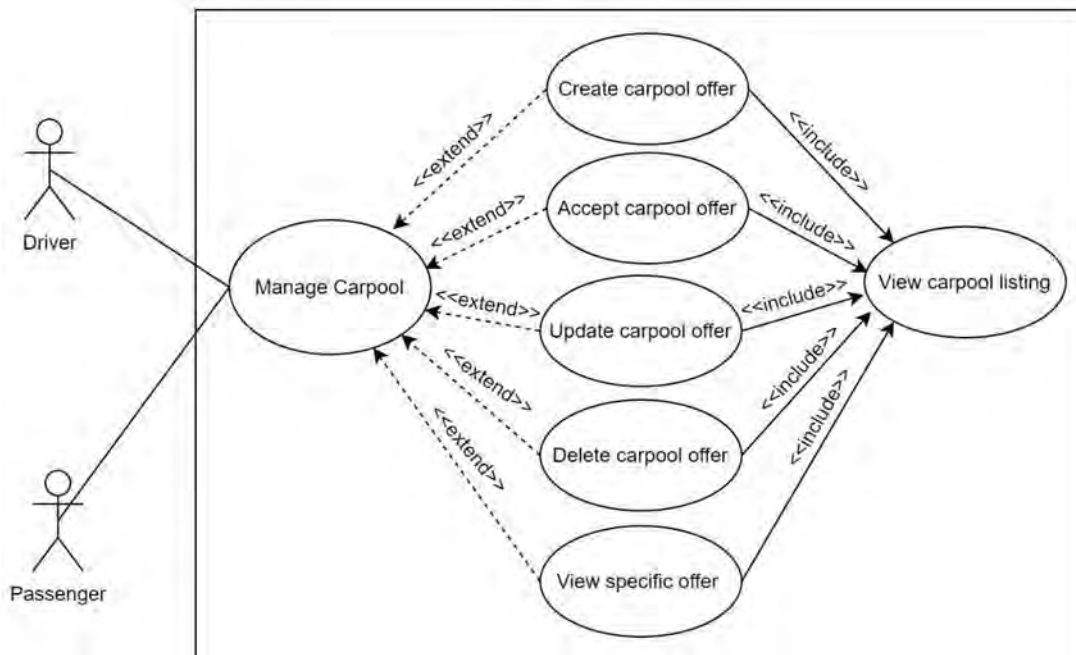 Create carpool offer
<<extend>>
<<include>>
Driver
Accept carpool offer
<<extend>>
<<include>>
Manage Carpool
View carpool listing
<<extend>>
<<include>>
Update carpool offer
<<extend>>
<<include>>
Delete carpool offer
<<extend>>
<<include>>
View specific offer
Passenger